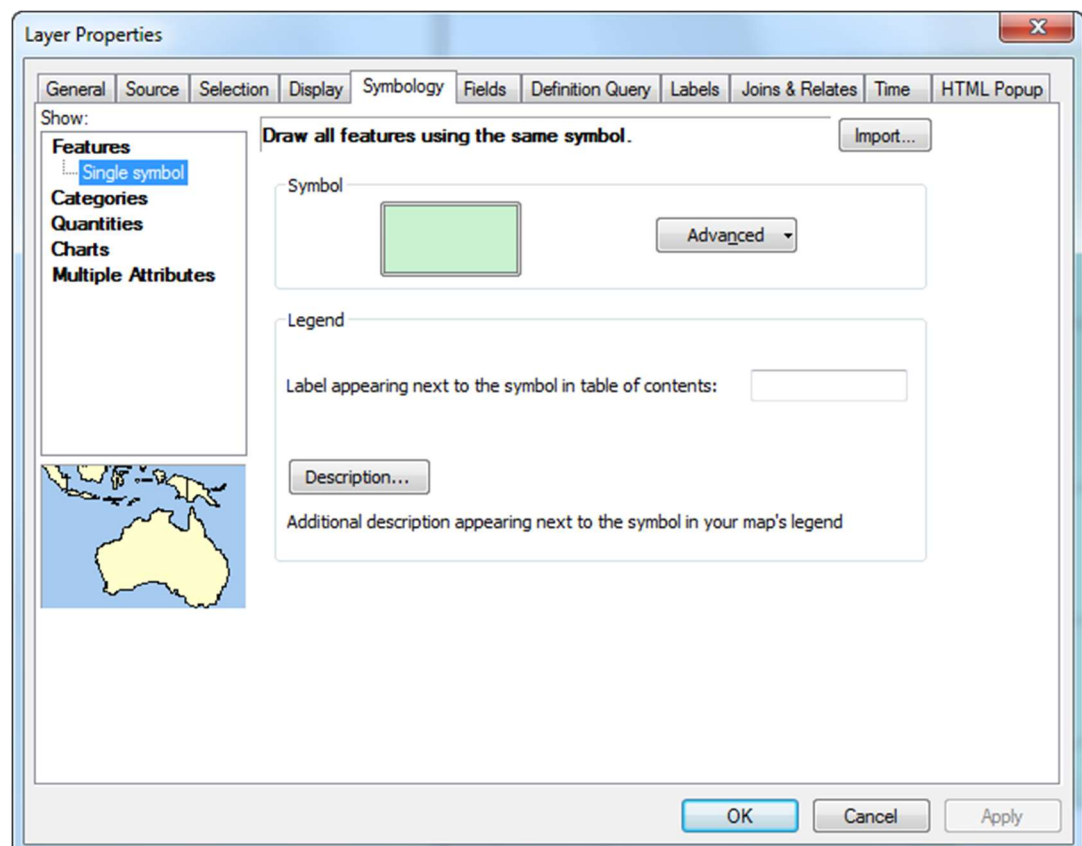 Layer Properties
x
General Source Selection Display Symbology Fields Definition Query Labels Joins & Relates Time HTML Popup
Show:
Features
Single symbol
Categories
Quantities
Charts
Multiple Attributes
Draw all features using the same symbol.
Import...
Symbol
Advanced
Legend
Label appearing next to the symbol in table of contents:
Description...
Additional description appearing next to the symbol in your map's legend
OK Cancel Apply